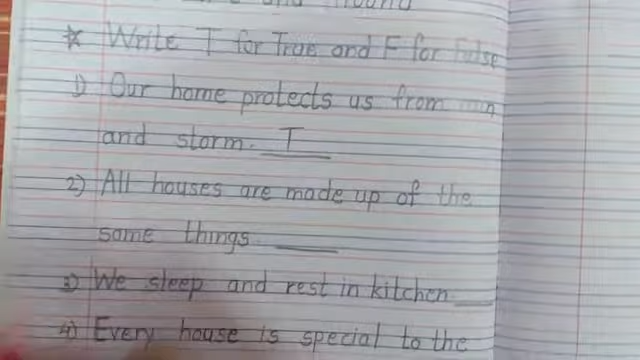 * Write T for True and F for False
1) Our home protects us from
and storm. T
2) All houses are made up of the
same things.
3) We sleep and rest in kitchen
4) Every house is special to the